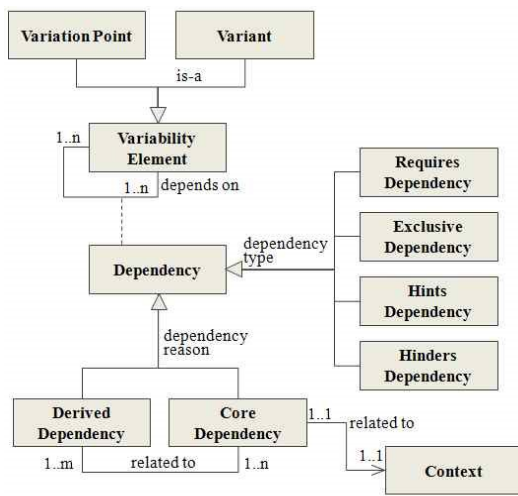 Variation Point
Variant
is-a
1..n
Variability
Element
1..n
depends on
Requires
Dependency
Exclusive
Dependency
dependency
type
Dependency
Hints
Dependency
Hinders
Dependency
dependency
reason
Derived
Dependency
Core
Dependency
1..1
related to
1..m
related to
1..n
1..1
Context